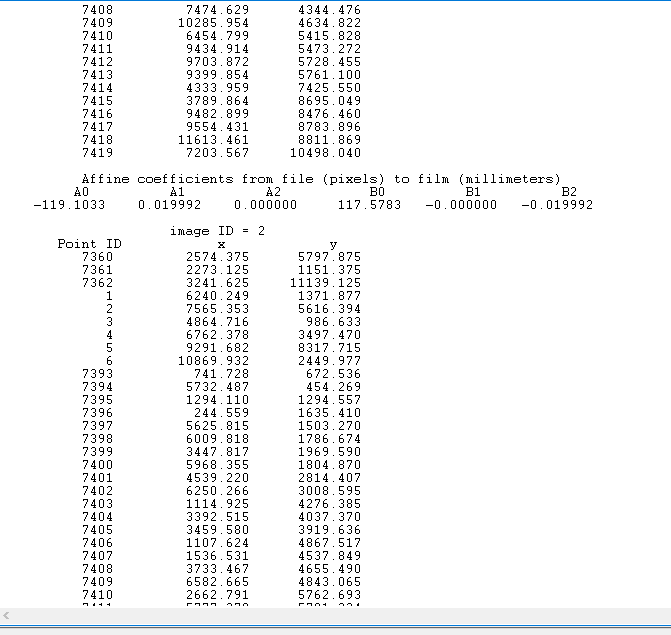 7408 7474.629 4344.476
7409 10285.954 4634.822
7410 6454.799 5415.828
7411 9434.914 5473.272
7412 9703.872 5728.455
7413 9399.854 5761.100
7414 4333.959 7425.550
7415 3789.864 8695.049
7416 9482.899 8476.460
7417 9554.431 8783.896
7418 11613.461 8811.869
7419 7203.567 10498.040
Affine coefficients from file (pixels) to film (millimeters)
A0 A1 A2 B0 B1 B2
-119.1033 0.019992 0.000000 117.5783 -0.000000 -0.019992
image ID = 2
Point ID x y
7360 2574.375 5797.875
7361 2273.125 1151.375
7362 3241.625 11139.125
1 6240.249 1371.877
2 7565.353 5616.394
3 4864.716 986.633
4 6762.378 3497.470
5 9291.682 8317.715
6 10869.932 2449.977
7393 741.728 672.536
7394 5732.487 454.269
7395 1294.110 1294.557
7396 244.559 1635.410
7397 5625.815 1503.270
7398 6009.818 1786.674
7399 3447.817 1969.590
7400 5968.355 1804.870
7401 4539.220 2814.407
7402 6250.266 3008.595
7403 1114.925 4276.385
7404 3392.515 4037.370
7405 3459.580 3919.636
7406 1107.624 4867.517
7407 1536.531 4537.849
7408 3733.467 4655.490
7409 6582.665 4843.065
7410 2662.791 5762.693